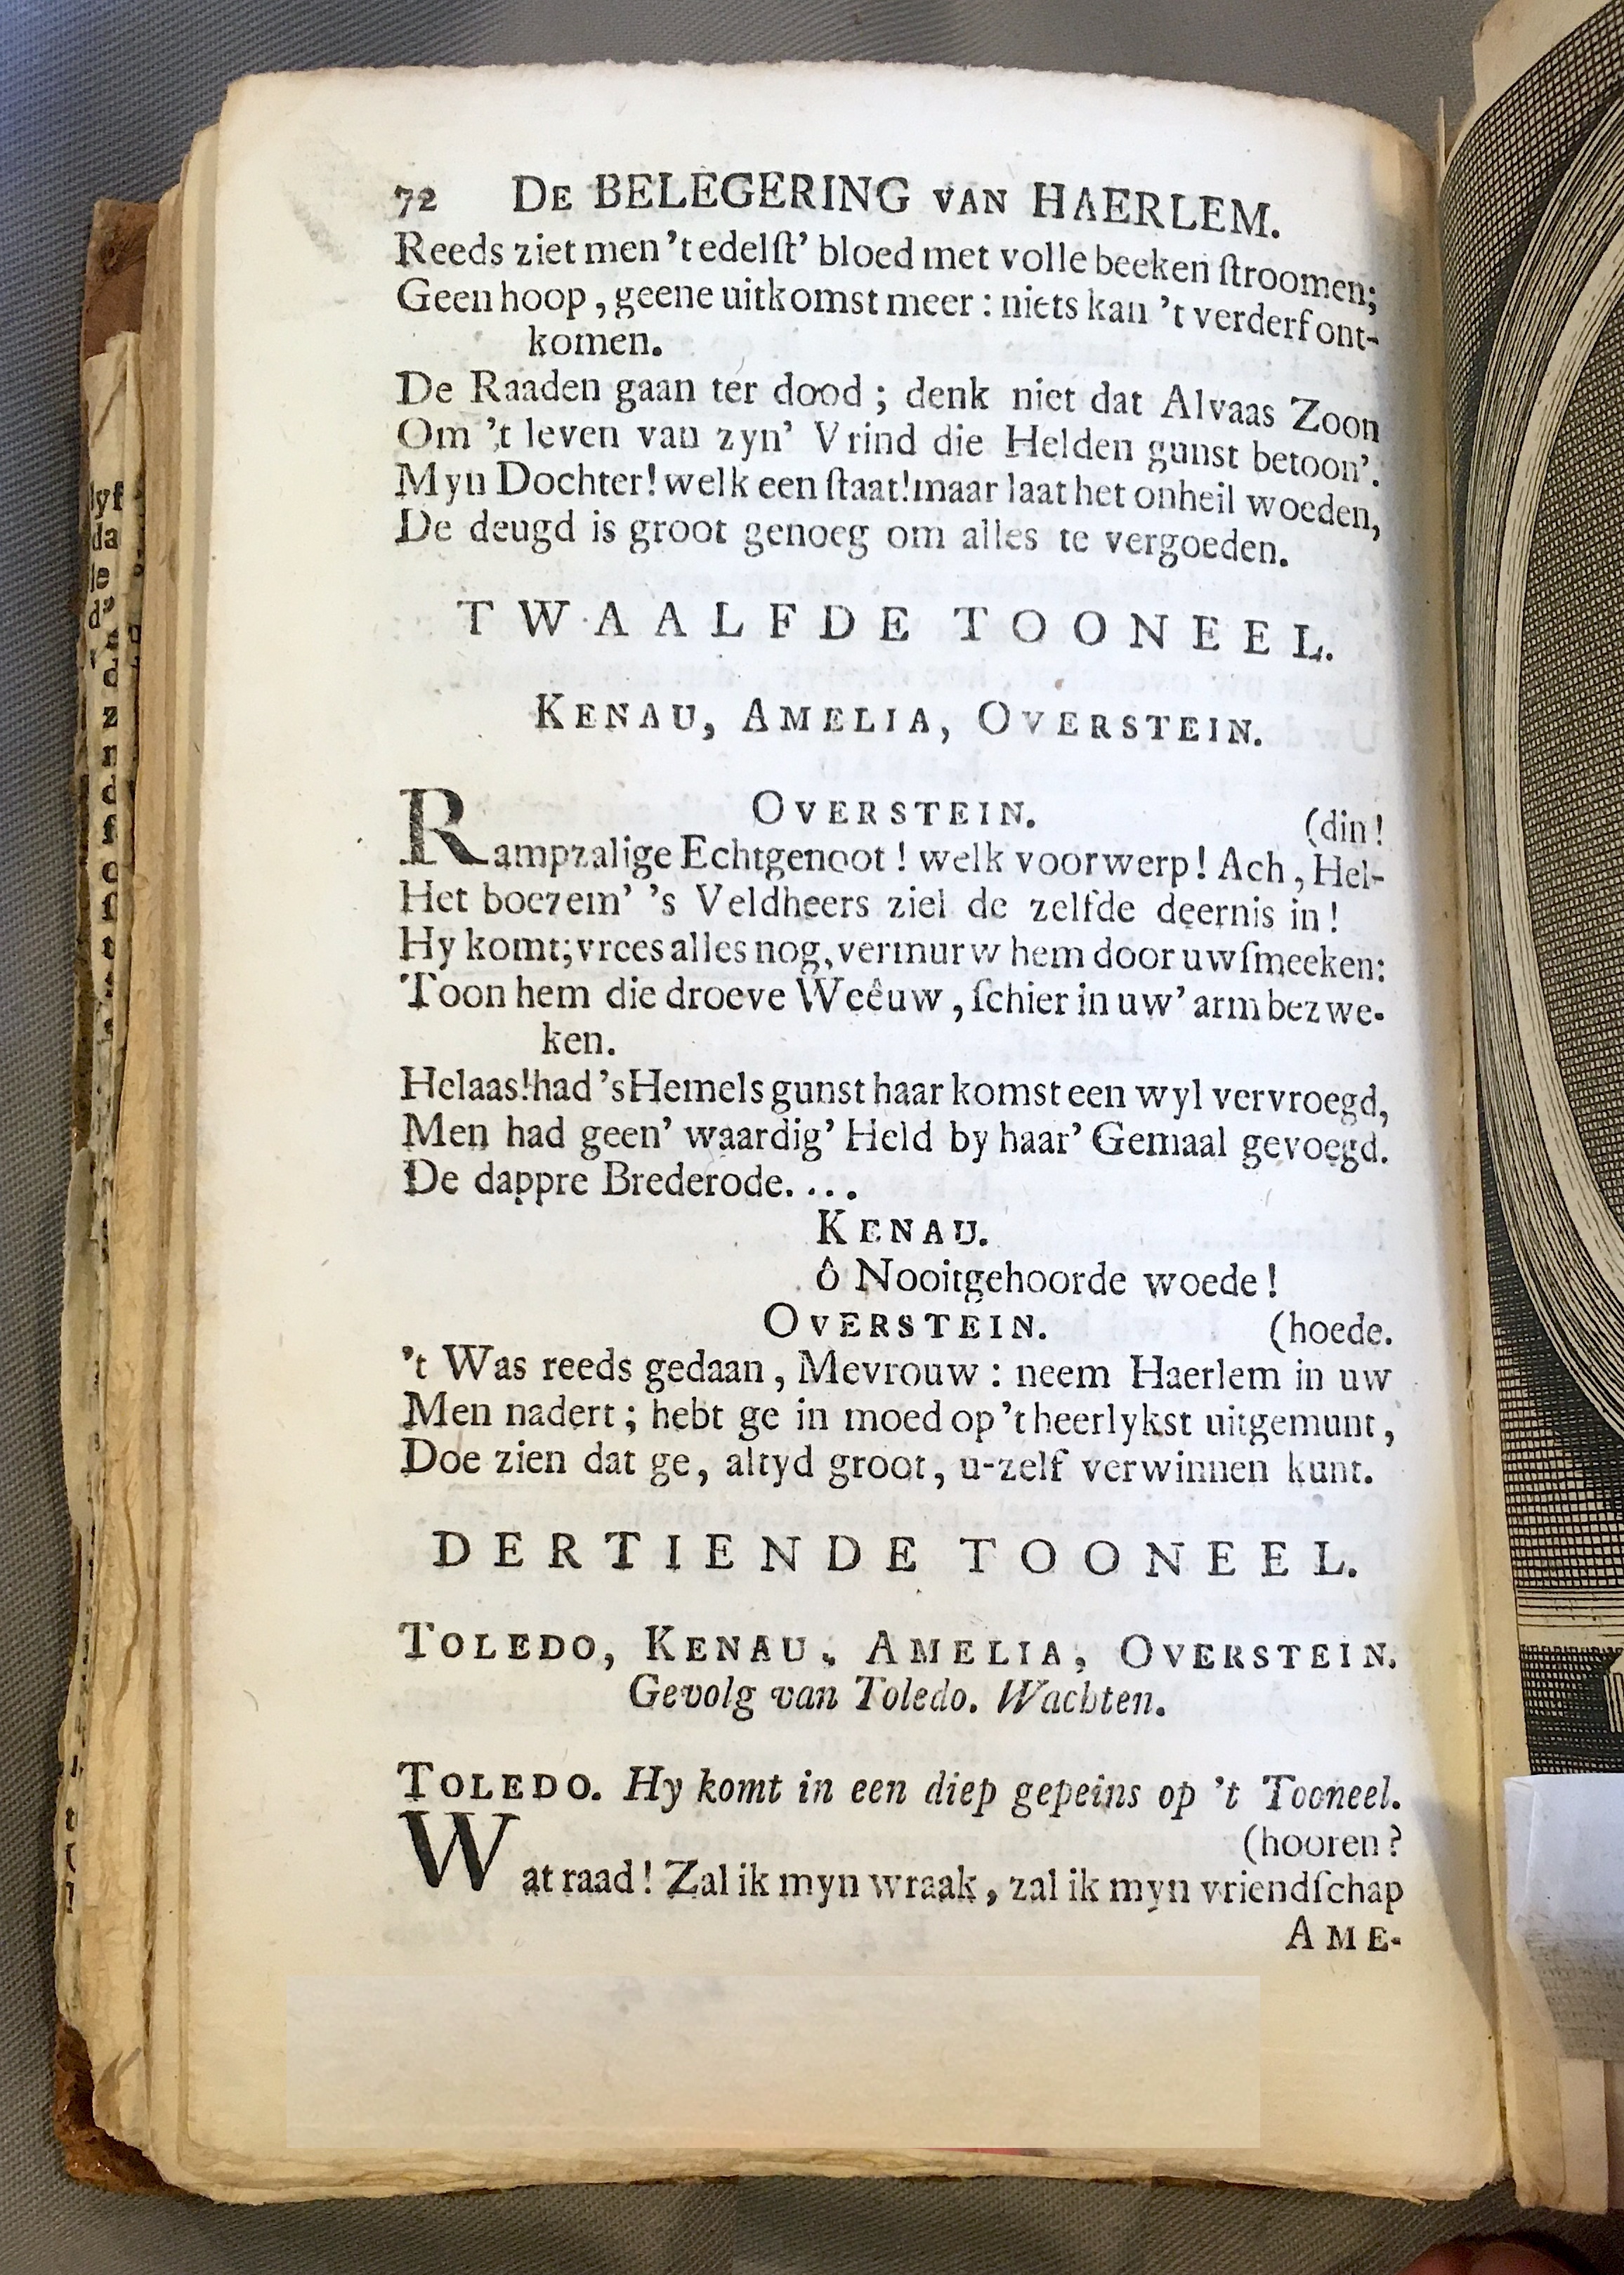 72 DE BELEGERING VAN HAERLEM.
Reeds ziet men 't edelſt' bloed met volle beeken ſtroomen;
Geen hoop, geene uitkomst meer: niets kan 't verderf ont-
komen.
De Raaden gaan ter dood; denk niet dat Alvaas Zoon
Om 't leven van zyn' Vrind die Helden gunst betoon'.
Myn Dochter! welk een ſtaat! maar laat het onheil woeden,
De deugd is groot genoeg om alles te vergoeden.
TWAALFDE TOONEEL.
KENAU, AMELIA, OVERSTEIN.
OVERSTEIN. (din!
Rampzalige Echtgenoot! welk voorwerp! Ach, Hel-
Het boezem' 's Veldheers ziel de zelfde deernis in!
Hy komt; vrees alles nog, vermurw hem door uw ſmeeken:
Toon hem die droeve Weêuw, ſchier in uw' arm bezwe-
ken.
Helaas! had 's Hemels gunst haar komst een wyl vervroegd,
Men had geen' waardig' Held by haar' Gemaal gevoegd.
De dappre Brederode. . . .
KENAU.
ô Nooitgehoorde woede!
OVERSTEIN. (hoede.
't Was reeds gedaan, Mevrouw: neem Haerlem in uw
Men nadert; hebt ge in moed op 't heerlykst uitgemunt,
Doe zien dat ge, altyd groot, u-zelf verwinnen kunt.
DERTIENDE TOONEEL.
TOLEDO, KENAU, AMELIA, OVERSTEIN.
Gevolg van Toledo. Wachten.
TOLEDO. Hy komt in een diep gepeins op 't Tooneel.
(hooren?
Wat raad! Zal ik myn wraak, zal ik myn vriendſchap
AME-